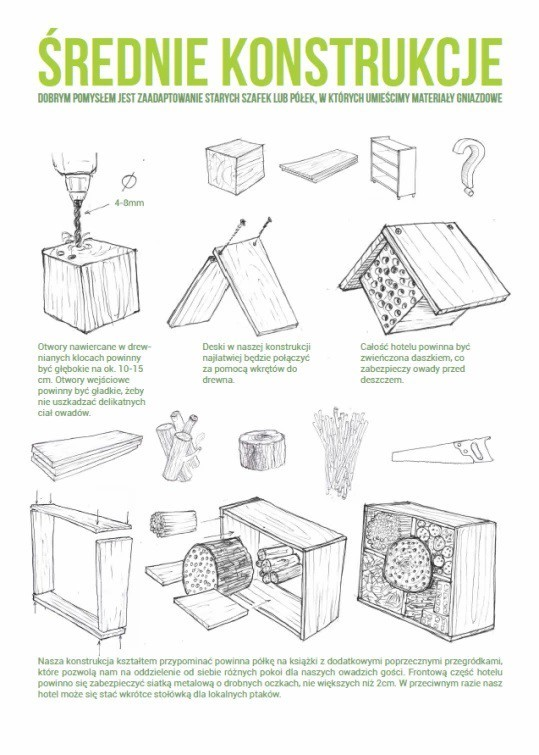 ŚREDNIE KONSTRUKCJE
DOBRYM POMYSŁEM JEST ZAADAPTOWANIE STARYCH SZAFEK LUB PÓŁEK, W KTÓRYCH UMIEŚCIMY MATERIAŁY GNIAZDOWE
4-8mm
Otwory nawiercane w drew-
nianych klocach powinny
być głębokie na ok. 10-15
cm. Otwory wejściowe
powinny być gładkie, żeby
nie uszkadzać delikatnych
ciał owadów.
Deski w naszej konstrukcji
najłatwiej będzie połączyć
za pomocą wkrętów do
drewna.
Całość hotelu powinna być
zwieńczona daszkiem, co
zabezpieczy owady przed
deszczem.
Nasza konstrukcja kształtem przypominać powinna półkę na książki z dodatkowymi poprzecznymi przegródkami,
które pozwolą nam na oddzielenie od siebie różnych pokoi dla naszych owadzich gości. Frontową część hotelu
powinno się zabezpieczyć siatką metalową o drobnych oczkach, nie większych niż 2cm. W przeciwnym razie nasz
hotel może się stać wkrótce stołówką dla lokalnych ptaków.